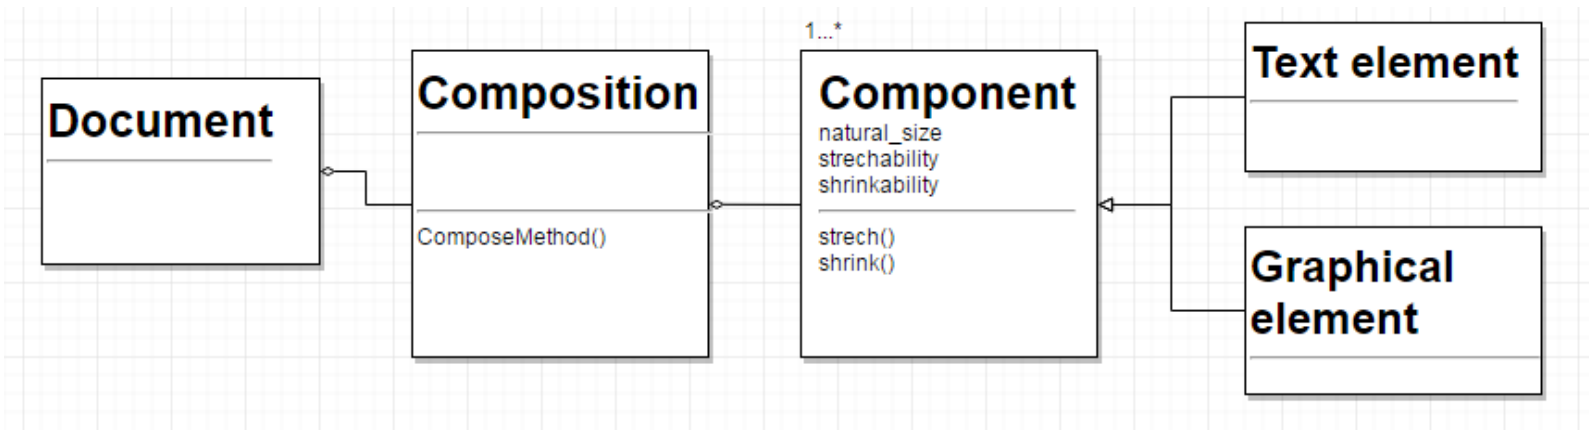 Document
Composition
ComposeMethod()
1...*
Component
natural_size
strechability
shrinkability
strech()
shrink()
Text element
Graphical
element